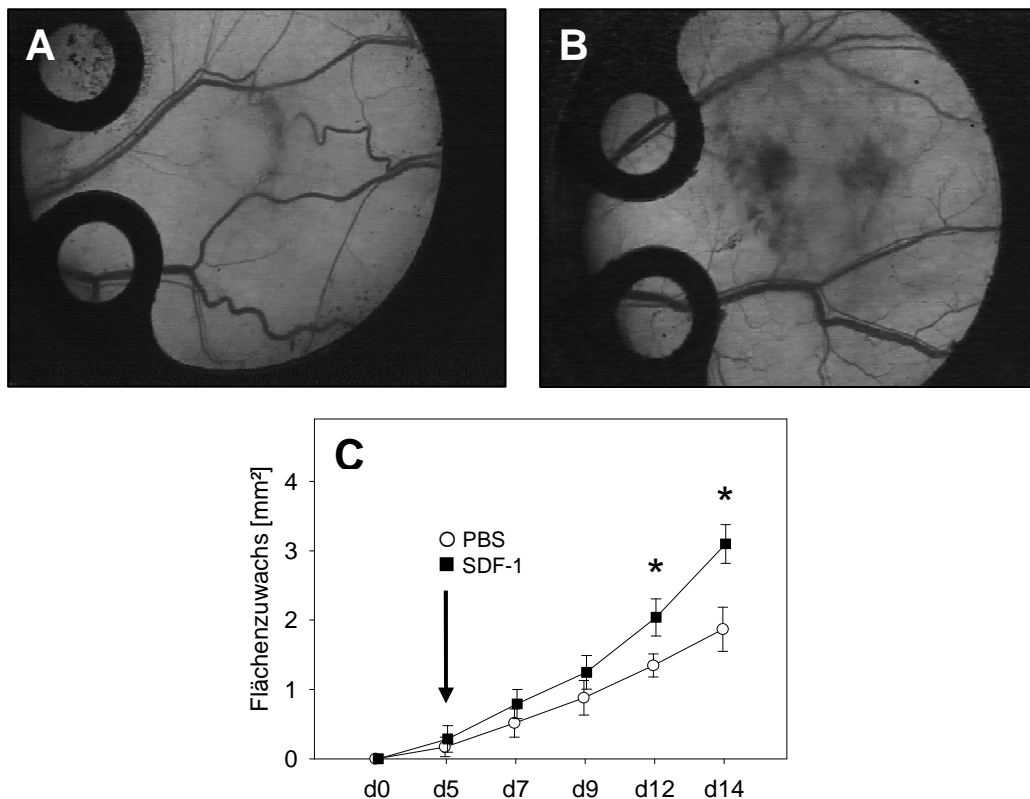 A
B
C
Flächenzuwachs [mm²]
4
3
2
1
0
PBS
SDF-1
*
*
d0 d5 d7 d9 d12 d14